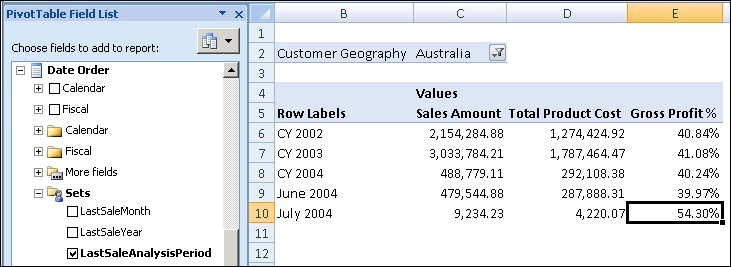 PivotTable Field List
Choose fields to add to report:
Date Order
Calendar
Fiscal
Calendar
Fiscal
More fields
Sets
LastSaleMonth
LastSaleYear
LastSaleAnalysisPeriod
B C D E
1
2 Customer Geography Australia
3
4 Values
5 Row Labels Sales Amount Total Product Cost Gross Profit %
6 CY 2002 2,154,284.88 1,274,424.92 40.84%
7 CY 2003 3,033,784.21 1,787,464.47 41.08%
8 CY 2004 488,779.11 292,108.38 40.24%
9 June 2004 479,544.88 287,888.31 39.97%
10 July 2004 9,234.23 4,220.07 54.30%
11
12